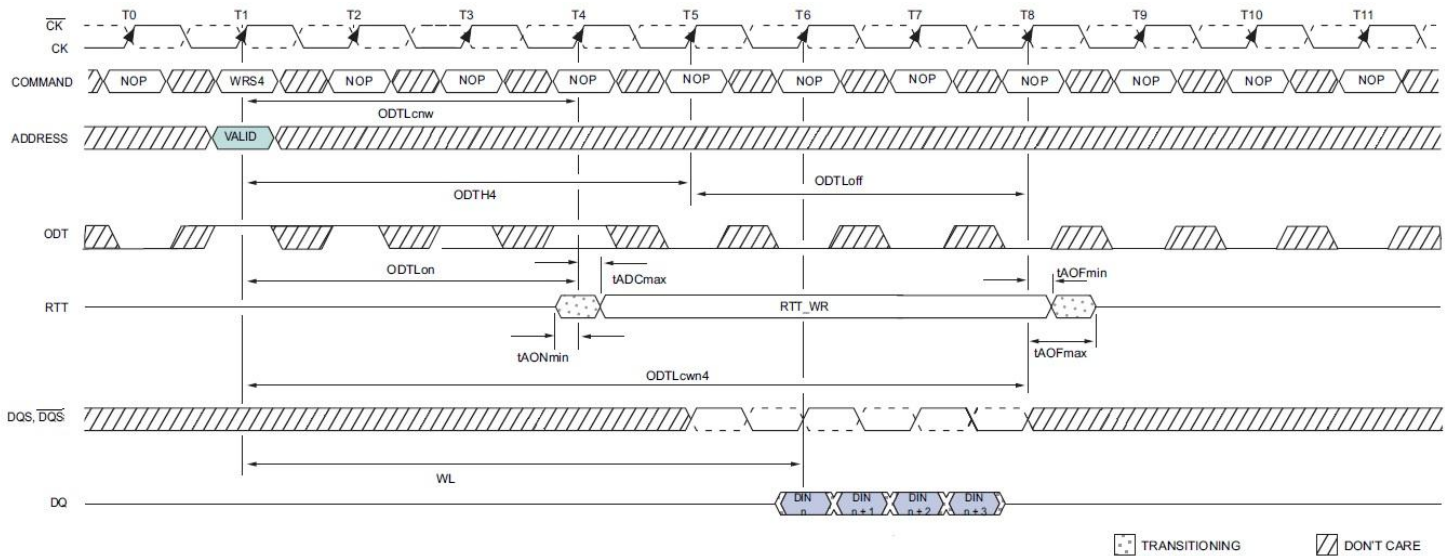 T0 T1 T2 T3 T4 T5 T6 T7 T8 T9 T10 T11
CK
CK
COMMAND NOP WRS4 NOP NOP NOP NOP NOP NOP NOP NOP NOP NOP
ODTLcnw
ADDRESS VALID
ODTH4 ODTLoff
ODT
ODTLon tADCmax tAOFmin
RTT RTT_WR
tAONmin tAOFmax
ODTLcwn4
DQS, DQS
WL
DQ DIN n DIN n + 1 DIN n + 2 DIN n + 3
TRANSITIONING DON'T CARE